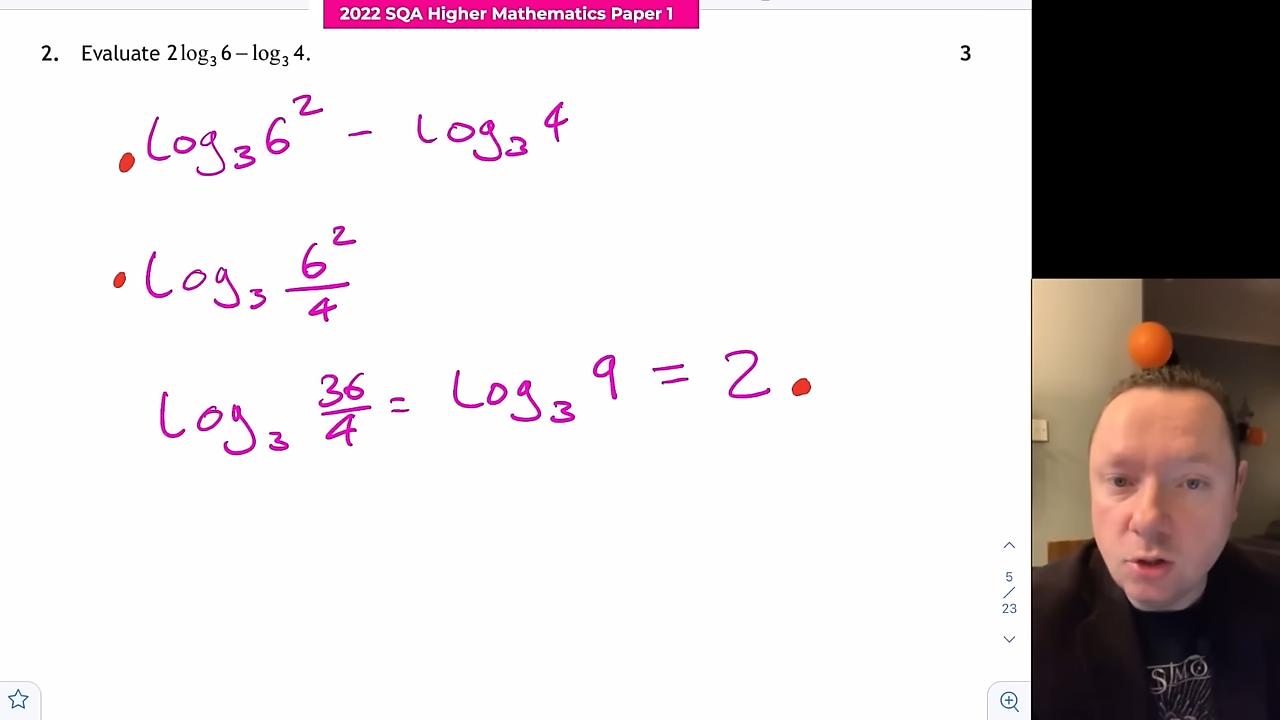 2022 SQA Higher Mathematics Paper 1
2. Evaluate 2log₃6 – log₃4. 3
log₃6² - log₃4
log₃ 6²/4
log₃ 36/4 = log₃9 = 2
5
/
23
SIMO